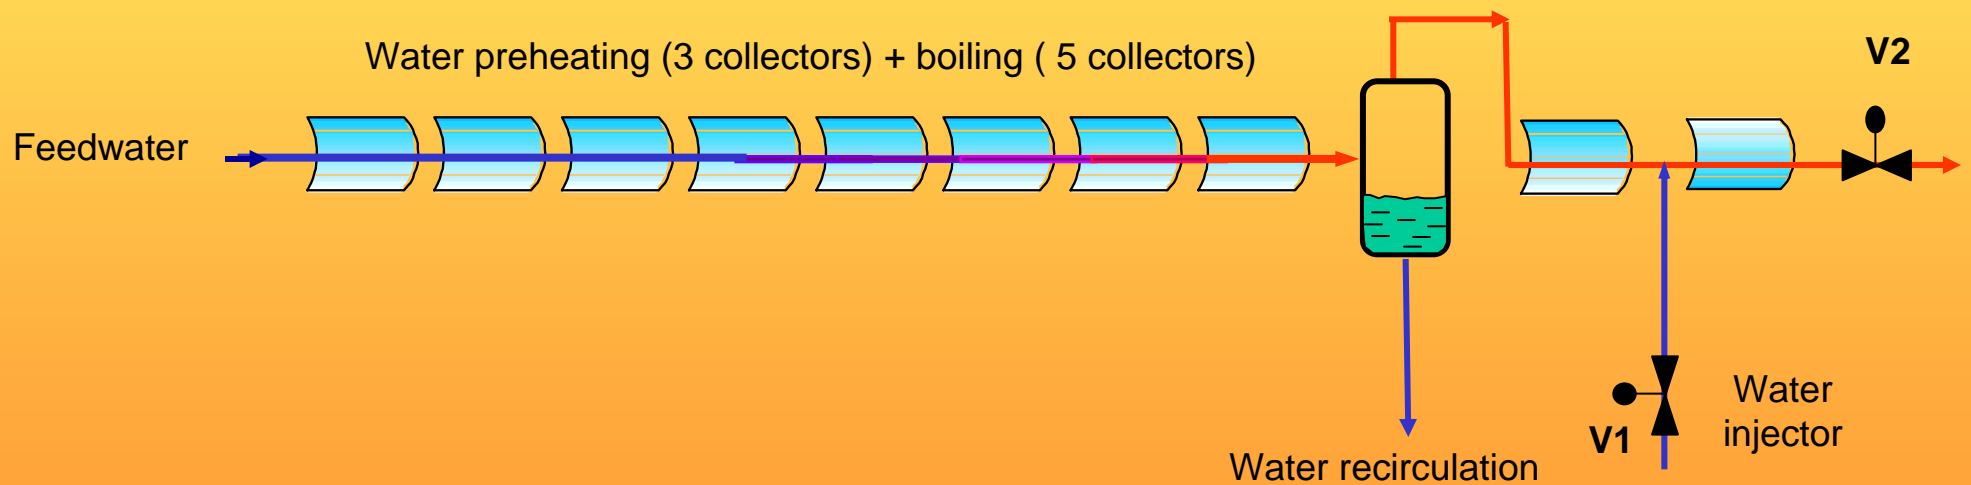 Water preheating (3 collectors) + boiling ( 5 collectors)
V2
Feedwater
Water
injector
V1
Water recirculation